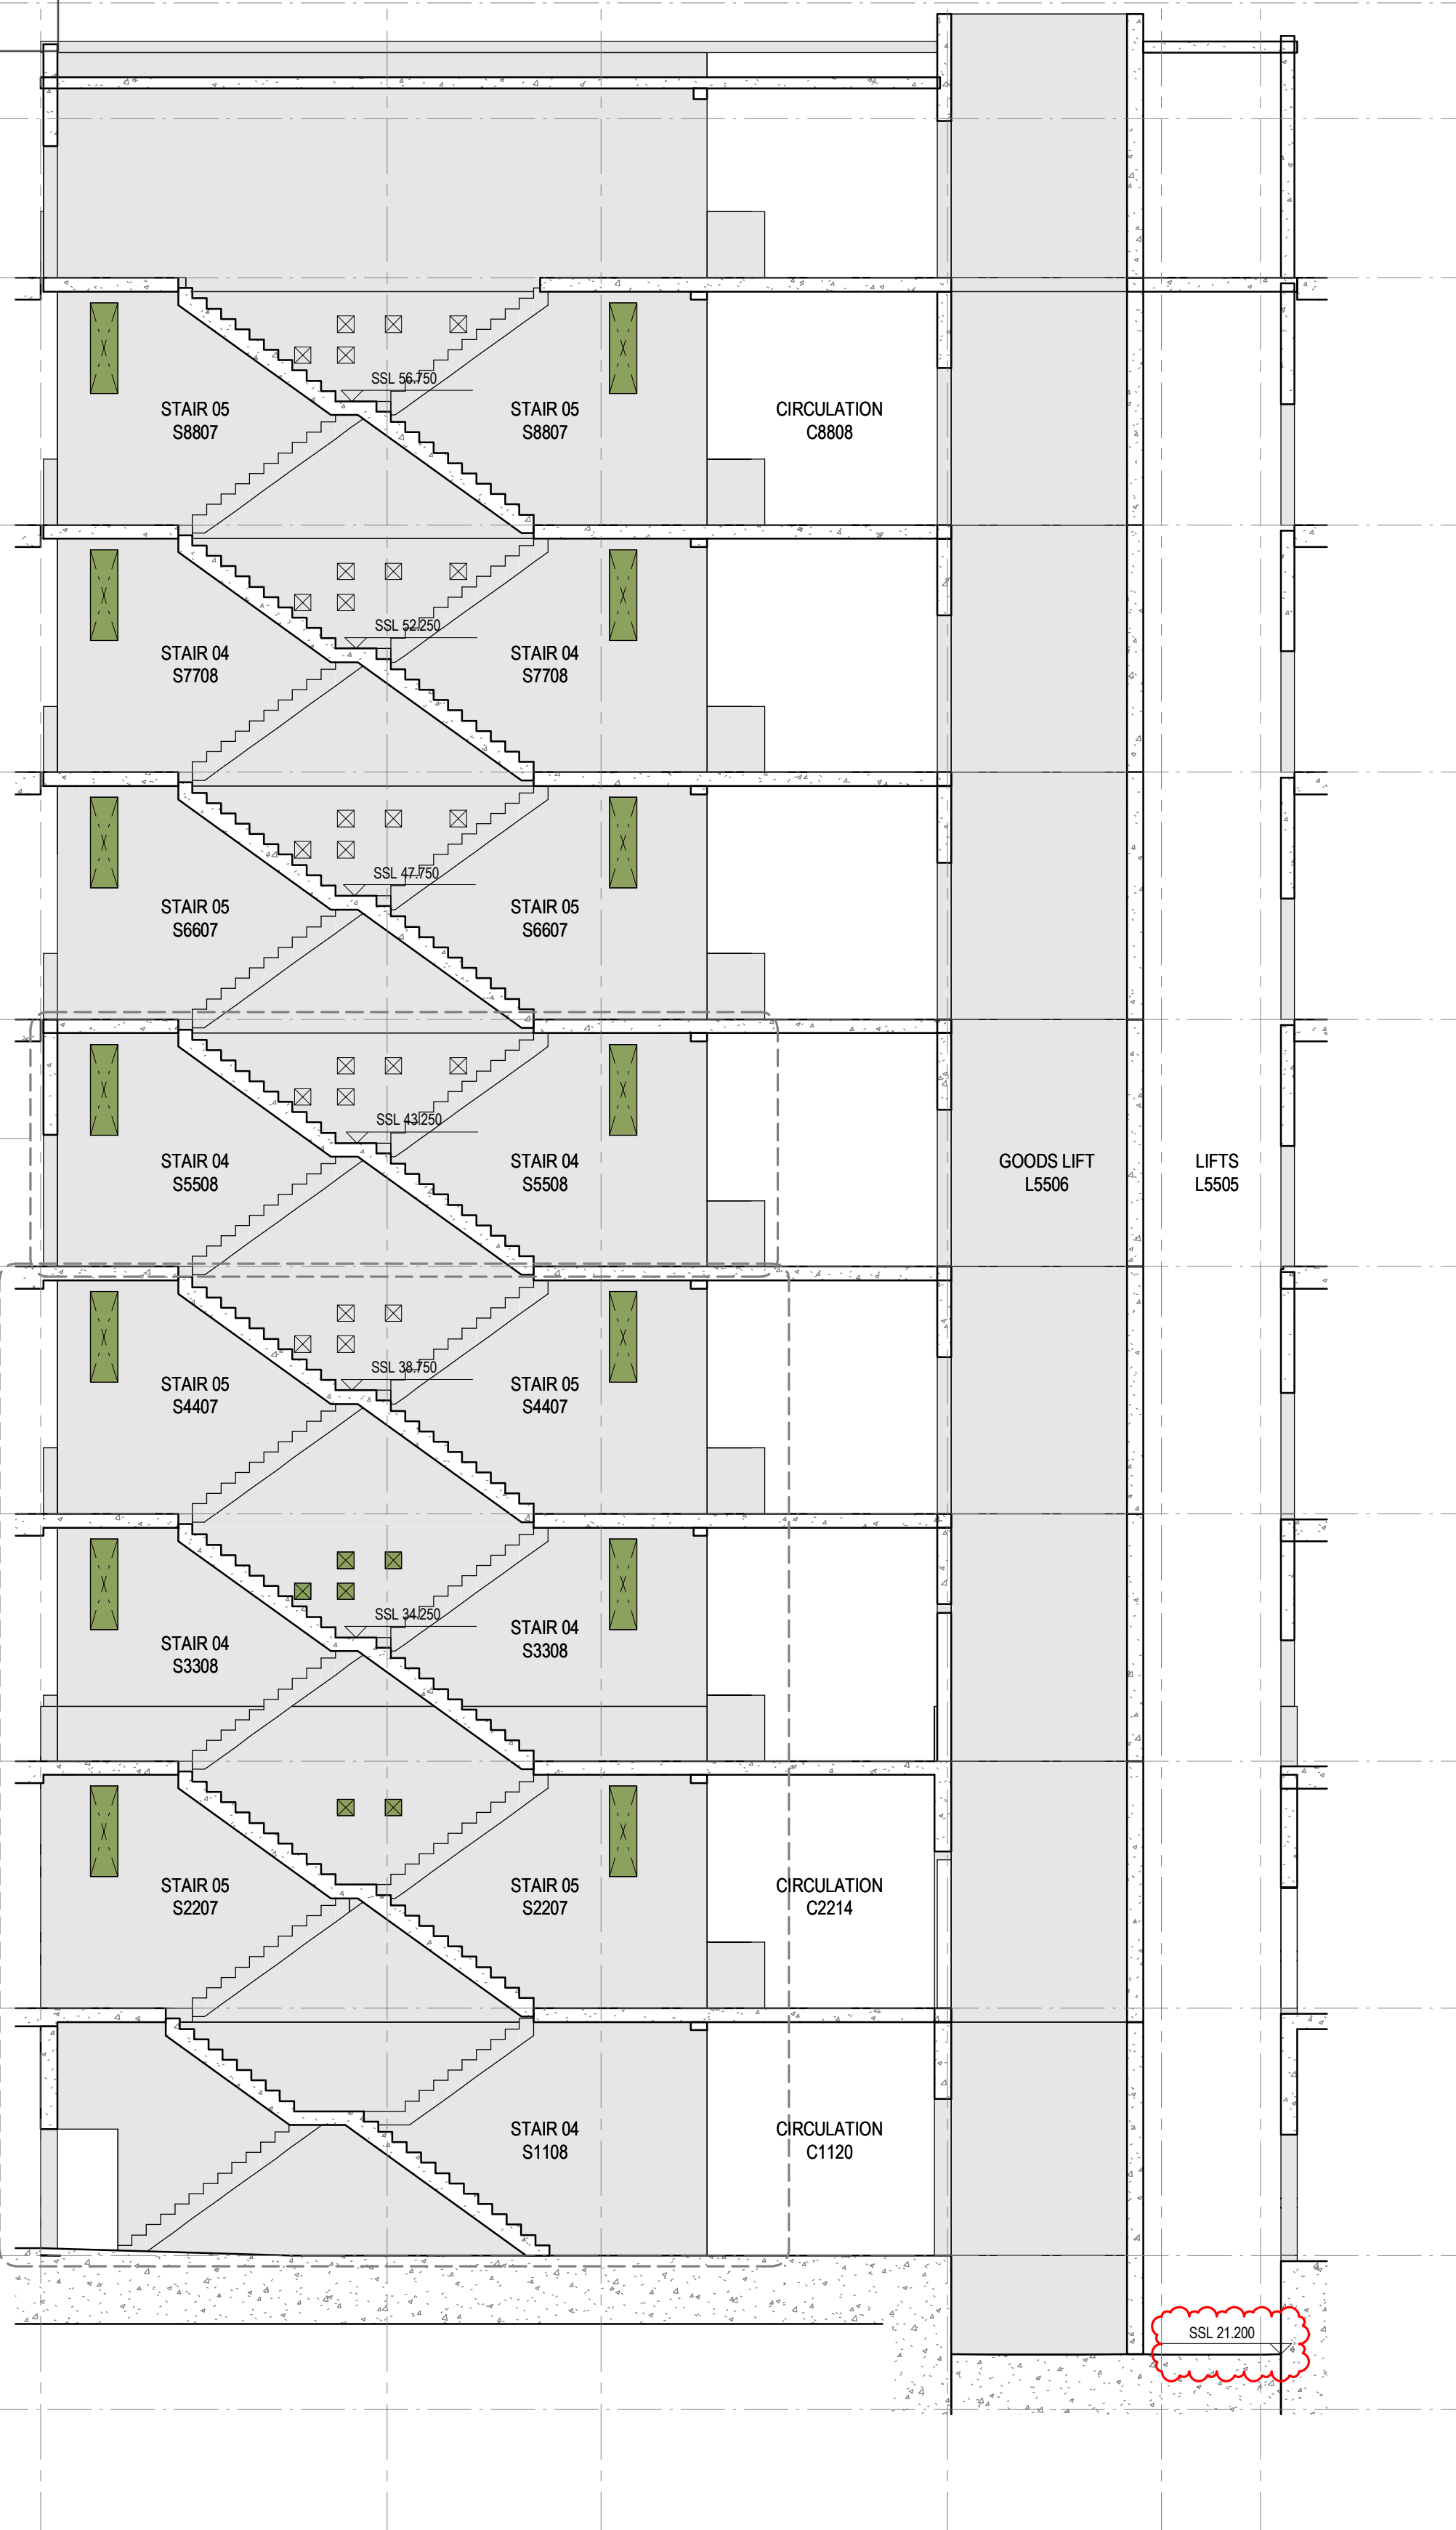 SSL 56.750
STAIR 05
S8807
STAIR 05
S8807
CIRCULATION
C8808
SSL 52.250
STAIR 04
S7708
STAIR 04
S7708
SSL 47.750
STAIR 05
S6607
STAIR 05
S6607
SSL 43.250
STAIR 04
S5508
STAIR 04
S5508
GOODS LIFT
L5506
LIFTS
L5505
SSL 38.750
STAIR 05
S4407
STAIR 05
S4407
SSL 34.250
STAIR 04
S3308
STAIR 04
S3308
STAIR 05
S2207
STAIR 05
S2207
CIRCULATION
C2214
STAIR 04
S1108
CIRCULATION
C1120
SSL 21.200